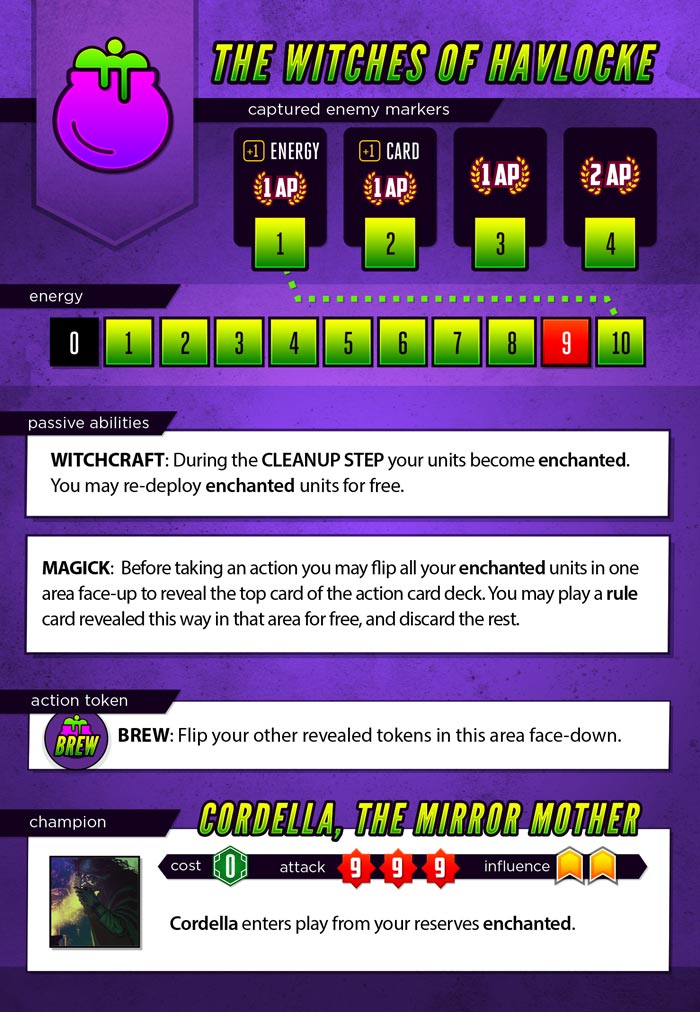 THE WITCHES OF HAVLOCKE
captured enemy markers
+1 ENERGY
1 AP
1
+1 CARD
1 AP
2
1 AP
3
2 AP
4
energy
0 1 2 3 4 5 6 7 8 9 10
passive abilities
WITCHCRAFT: During the CLEANUP STEP your units become enchanted.
You may re-deploy enchanted units for free.
MAGICK: Before taking an action you may flip all your enchanted units in one
area face-up to reveal the top card of the action card deck. You may play a rule
card revealed this way in that area for free, and discard the rest.
action token
BREW
BREW: Flip your other revealed tokens in this area face-down.
champion
CORDELLA, THE MIRROR MOTHER
cost 0 attack 9 9 9 influence
Cordella enters play from your reserves enchanted.